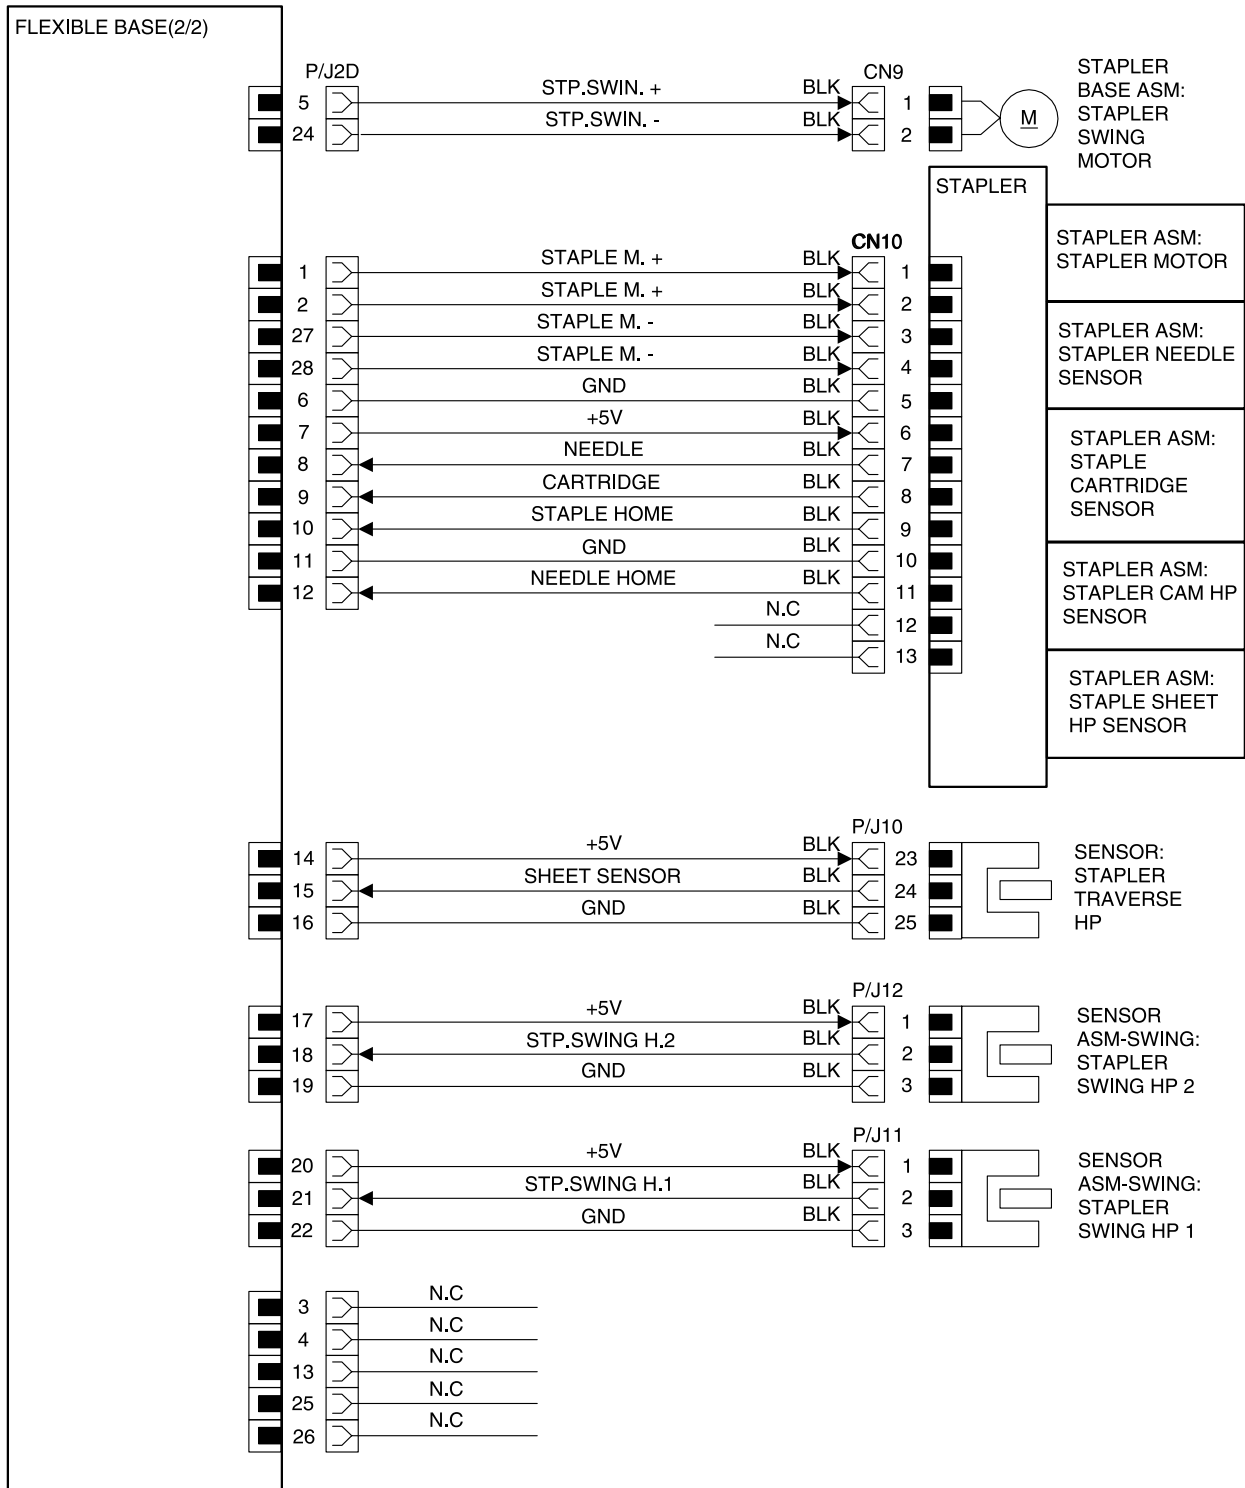 FLEXIBLE BASE(2/2)
P/J2D
CN9
5 STP.SWIN. + BLK 1
24 STP.SWIN. - BLK 2
M
STAPLER
BASE ASM:
STAPLER
SWING
MOTOR
STAPLER
CN10
1 STAPLE M. + BLK 1
2 STAPLE M. + BLK 2
27 STAPLE M. - BLK 3
28 STAPLE M. - BLK 4
6 GND BLK 5
7 +5V BLK 6
8 NEEDLE BLK 7
9 CARTRIDGE BLK 8
10 STAPLE HOME BLK 9
11 GND BLK 10
12 NEEDLE HOME BLK 11
N.C 12
N.C 13
STAPLER ASM:
STAPLER MOTOR
STAPLER ASM:
STAPLER NEEDLE
SENSOR
STAPLER ASM:
STAPLE
CARTRIDGE
SENSOR
STAPLER ASM:
STAPLER CAM HP
SENSOR
STAPLER ASM:
STAPLE SHEET
HP SENSOR
P/J10
14 +5V BLK 23
15 SHEET SENSOR BLK 24
16 GND BLK 25
SENSOR:
STAPLER
TRAVERSE
HP
P/J12
17 +5V BLK 1
18 STP.SWING H.2 BLK 2
19 GND BLK 3
SENSOR
ASM-SWING:
STAPLER
SWING HP 2
P/J11
20 +5V BLK 1
21 STP.SWING H.1 BLK 2
22 GND BLK 3
SENSOR
ASM-SWING:
STAPLER
SWING HP 1
3 N.C
4 N.C
13 N.C
25 N.C
26 N.C